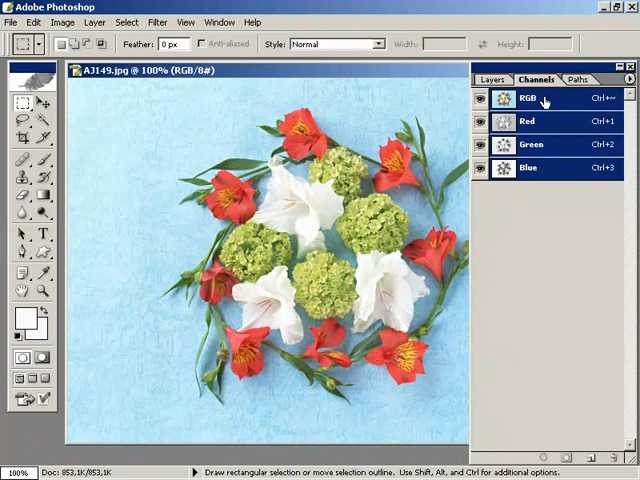 Adobe Photoshop
File Edit Image Layer Select Filter View Window Help
Feather: 0 px Anti-aliased Style: Normal Width: Height:
AJ149.jpg @ 100% (RGB/8#)
Layers Channels Paths
RGB Ctrl+~
Red Ctrl+1
Green Ctrl+2
Blue Ctrl+3
T
100% Doc: 853,1K/853,1K Draw rectangular selection or move selection outline. Use Shift, Alt, and Ctrl for additional options.